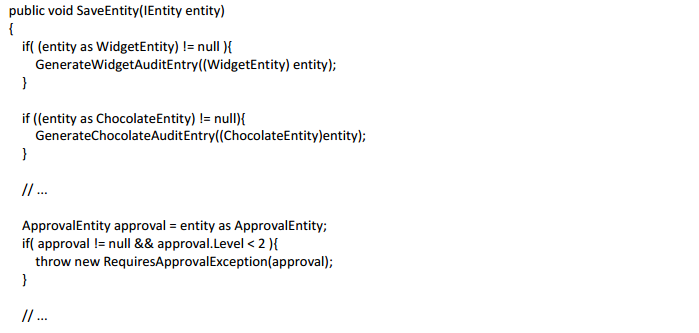 public void SaveEntity(IEntity entity)
{
if( (entity as WidgetEntity) != null ){
GenerateWidgetAuditEntry((WidgetEntity) entity);
}
if ((entity as ChocolateEntity) != null){
GenerateChocolateAuditEntry((ChocolateEntity)entity);
}
// ...
ApprovalEntity approval = entity as ApprovalEntity;
if( approval != null && approval.Level < 2 ){
throw new RequiresApprovalException(approval);
}
// ...